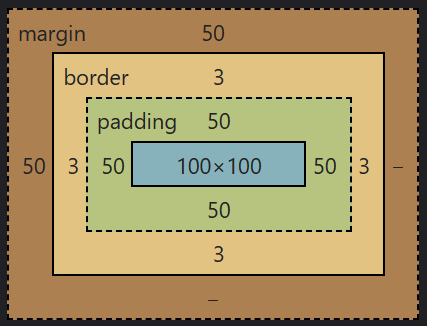 margin 50
border 3
padding 50
50 3 50 100×100 50 3 –
50
3
–